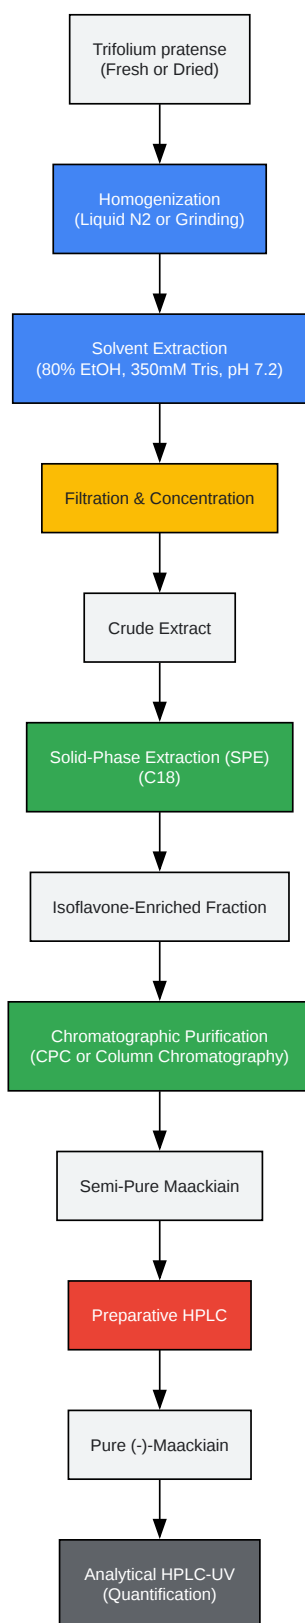 Trifolium pratense
(Fresh or Dried)
Homogenization
(Liquid N2 or Grinding)
Solvent Extraction
(80% EtOH, 350mM Tris, pH 7.2)
Filtration & Concentration
Crude Extract
Solid-Phase Extraction (SPE)
(C18)
Isoflavone-Enriched Fraction
Chromatographic Purification
(CPC or Column Chromatography)
Semi-Pure Maackiain
Preparative HPLC
Pure (-)-Maackiain
Analytical HPLC-UV
(Quantification)